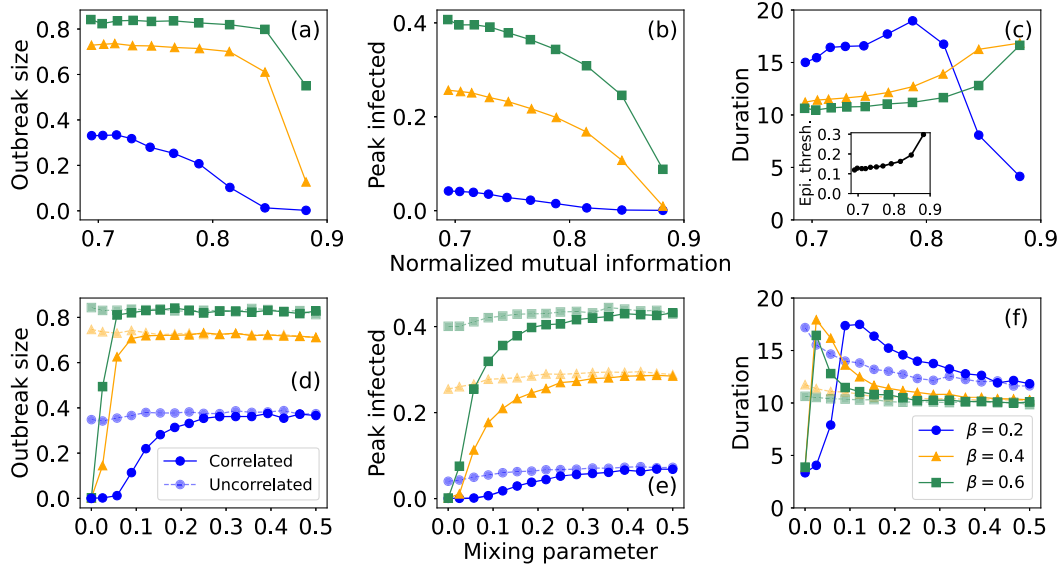 (a)
Outbreak size
0.8
0.6
0.4
0.2
0.0
0.7 0.8 0.9
(b)
Peak infected
0.4
0.2
0.0
0.7 0.8 0.9
Normalized mutual information
(c)
Duration
20
15
10
5
0
0.7 0.8 0.9
Epi. thresh.
0.3
0.2
0.1
0.0
0.7 0.8 0.9
(d)
Outbreak size
0.8
0.6
0.4
0.2
0.0
0.0 0.1 0.2 0.3 0.4 0.5
Correlated
Uncorrelated
(e)
Peak infected
0.4
0.2
0.0
0.0 0.1 0.2 0.3 0.4 0.5
Mixing parameter
(f)
Duration
20
15
10
5
0
0.0 0.1 0.2 0.3 0.4 0.5
β = 0.2
β = 0.4
β = 0.6